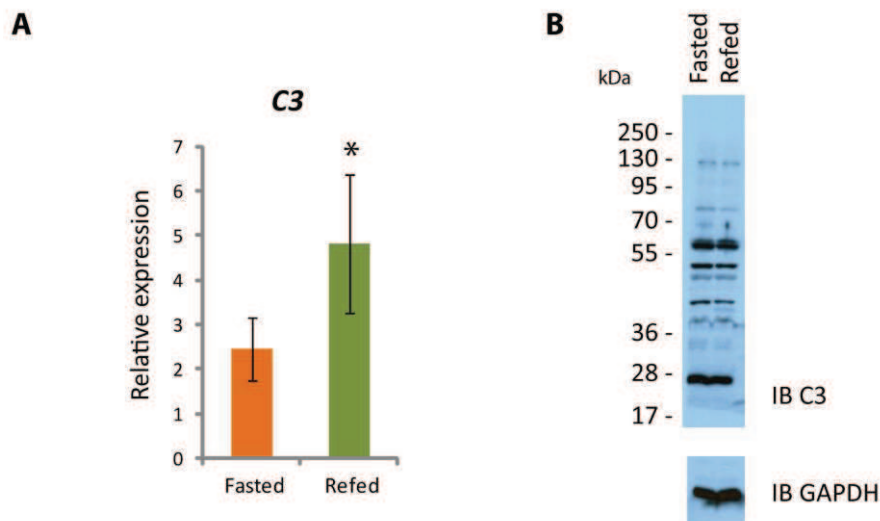 A
C3
Relative expression
7
6
5
4
3
2
1
0
*
Fasted
Refed
B
kDa
Fasted
Refed
250 -
130 -
95 -
70 -
55 -
36 -
28 -
17 -
IB C3
IB GAPDH